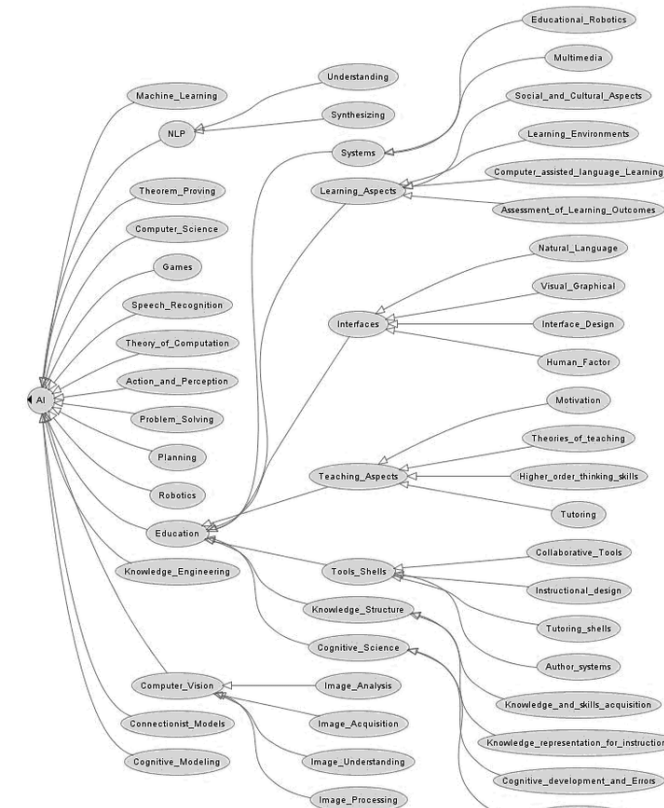 Educational_Robotics
Multimedia
Understanding
Machine_Learning
Social_and_Cultural_Aspects
Synthesizing
NLP
Learning_Environments
Systems
Computer_assisted_language_Learning
Theorem_Proving
Learning_Aspects
Assessment_of_Learning_Outcomes
Computer_Science
Natural_Language
Games
Visual_Graphical
Speech_Recognition
Interfaces
Interface_Design
Theory_of_Computation
Human_Factor
Action_and_Perception
AI
Motivation
Problem_Solving
Theories_of_teaching
Planning
Teaching_Aspects
Higher_order_thinking_skills
Robotics
Tutoring
Education
Collaborative_Tools
Knowledge_Engineering
Tools_Shells
Instructional_design
Knowledge_Structure
Tutoring_shells
Cognitive_Science
Author_systems
Computer_Vision
Image_Analysis
Knowledge_and_skills_acquisition
Connectionist_Models
Image_Acquisition
Knowledge_representation_for_instruction
Cognitive_Modeling
Image_Understanding
Cognitive_development_and_Errors
Image_Processing